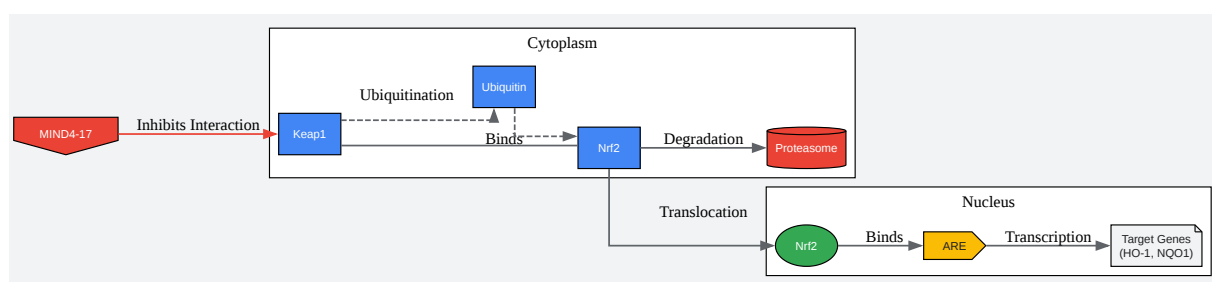 Cytoplasm
Ubiquitin
Ubiquitination
Inhibits Interaction
MIND4-17
Keap1
Binds
Nrf2
Degradation
Proteasome
Translocation
Nucleus
Nrf2
Binds
ARE
Transcription
Target Genes
(HO-1, NQO1)